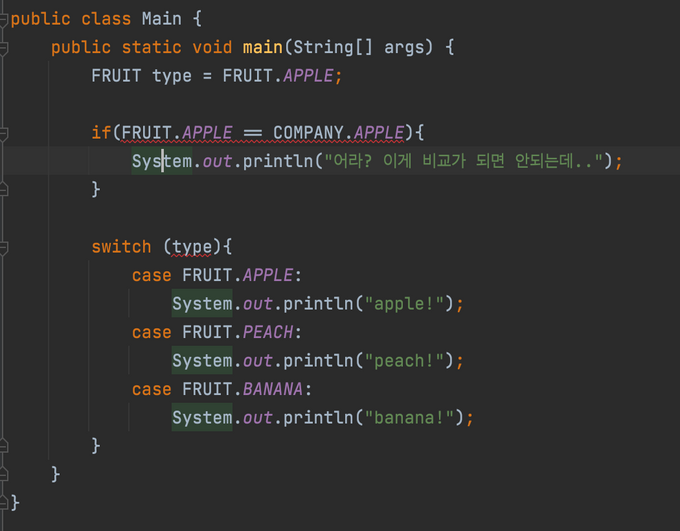 public class Main {
    public static void main(String[] args) {
        FRUIT type = FRUIT.APPLE;
        if(FRUIT.APPLE == COMPANY.APPLE){
            System.out.println("어라? 이게 비교가 되면 안되는데..");
        }
        switch (type){
            case FRUIT.APPLE:
                System.out.println("apple!");
            case FRUIT.PEACH:
                System.out.println("peach!");
            case FRUIT.BANANA:
                System.out.println("banana!");
        }
    }
}